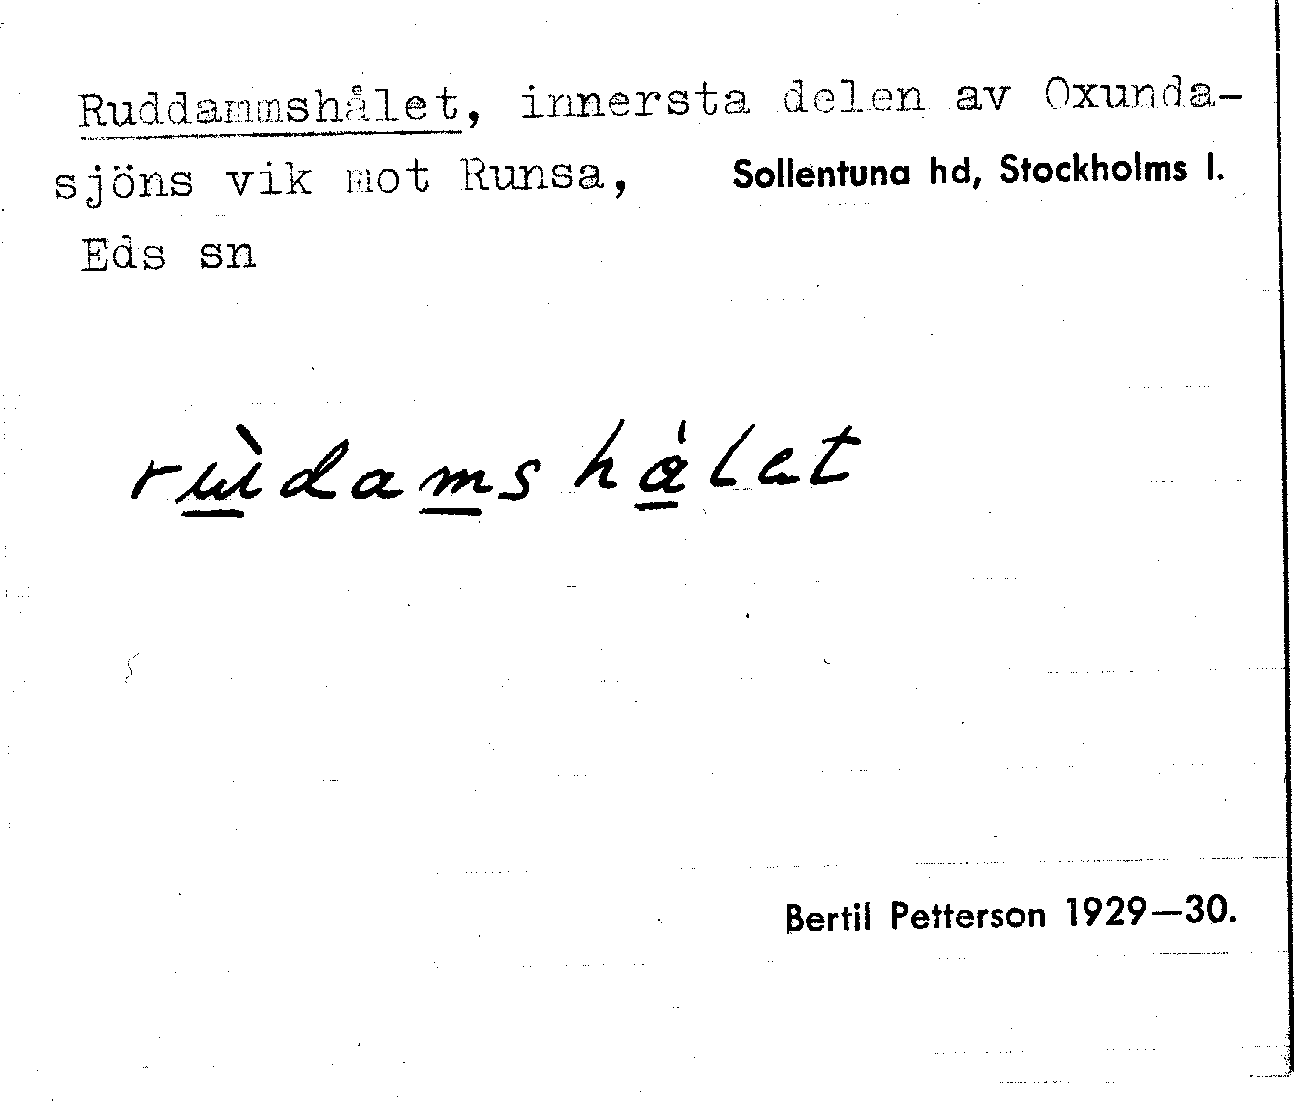 Ruddammshålet, innersta delen av Oxunda-
sjöns vik mot Runsa, Sollentuna hd, Stockholms l.
Eds sn
rùdamshålet
Bertil Petterson 1929—30.